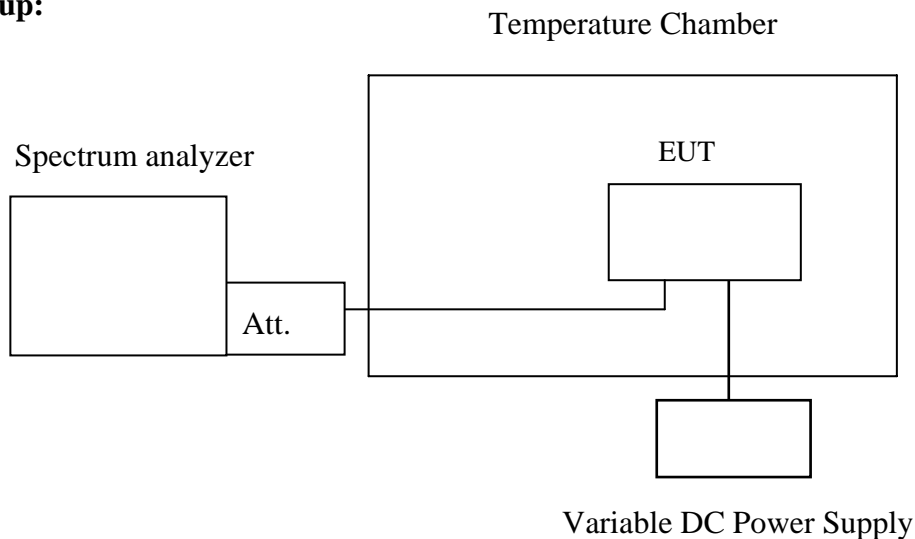 up:
Temperature Chamber
Spectrum analyzer
EUT
Att.
Variable DC Power Supply